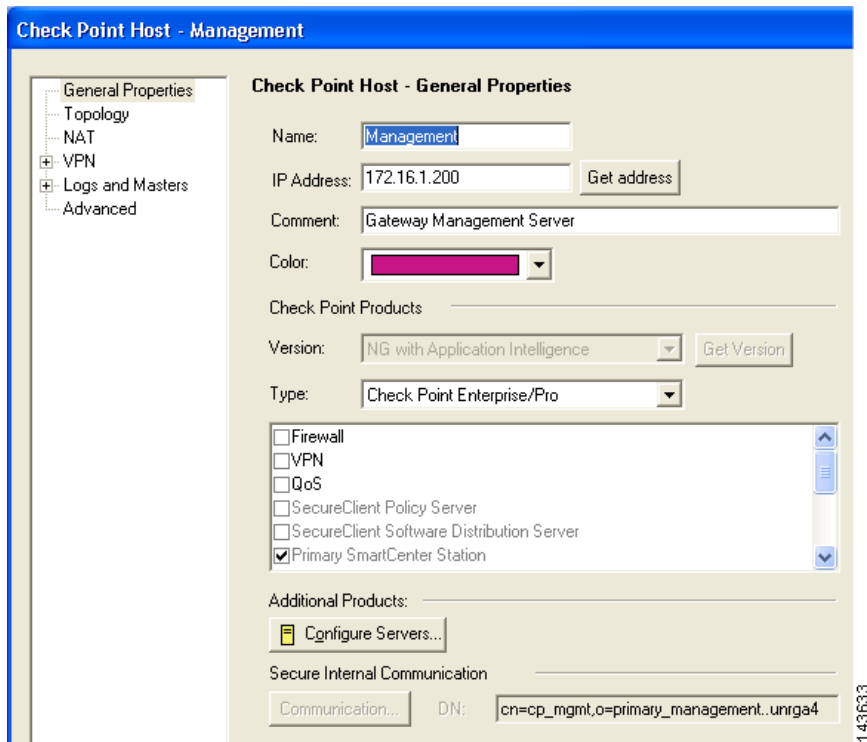 Check Point Host - Management
General Properties
Topology
NAT
VPN
Logs and Masters
Advanced
Check Point Host - General Properties
Name: Management
IP Address: 172.16.1.200 Get address
Comment: Gateway Management Server
Color:
Check Point Products
Version: NG with Application Intelligence Get Version
Type: Check Point Enterprise/Pro
Firewall
VPN
QoS
SecureClient Policy Server
SecureClient Software Distribution Server
Primary SmartCenter Station
Additional Products:
Configure Servers...
Secure Internal Communication
Communication... DN: cn=cp_mgmt,o=primary_management..unrga4
143633